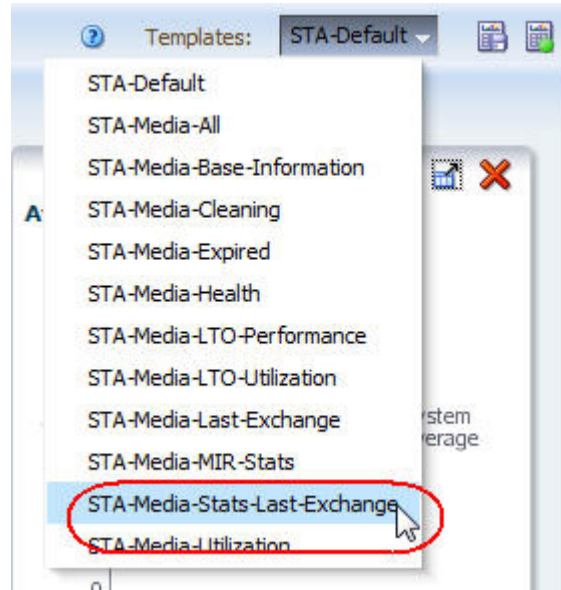 Templates: STA-Default
STA-Default
STA-Media-All
STA-Media-Base-Information
STA-Media-Cleaning
STA-Media-Expired
STA-Media-Health
STA-Media-LTO-Performance
STA-Media-LTO-Utilization
STA-Media-Last-Exchange
STA-Media-MIR-Stats
STA-Media-Stats-Last-Exchange
STA-Media-Utilization